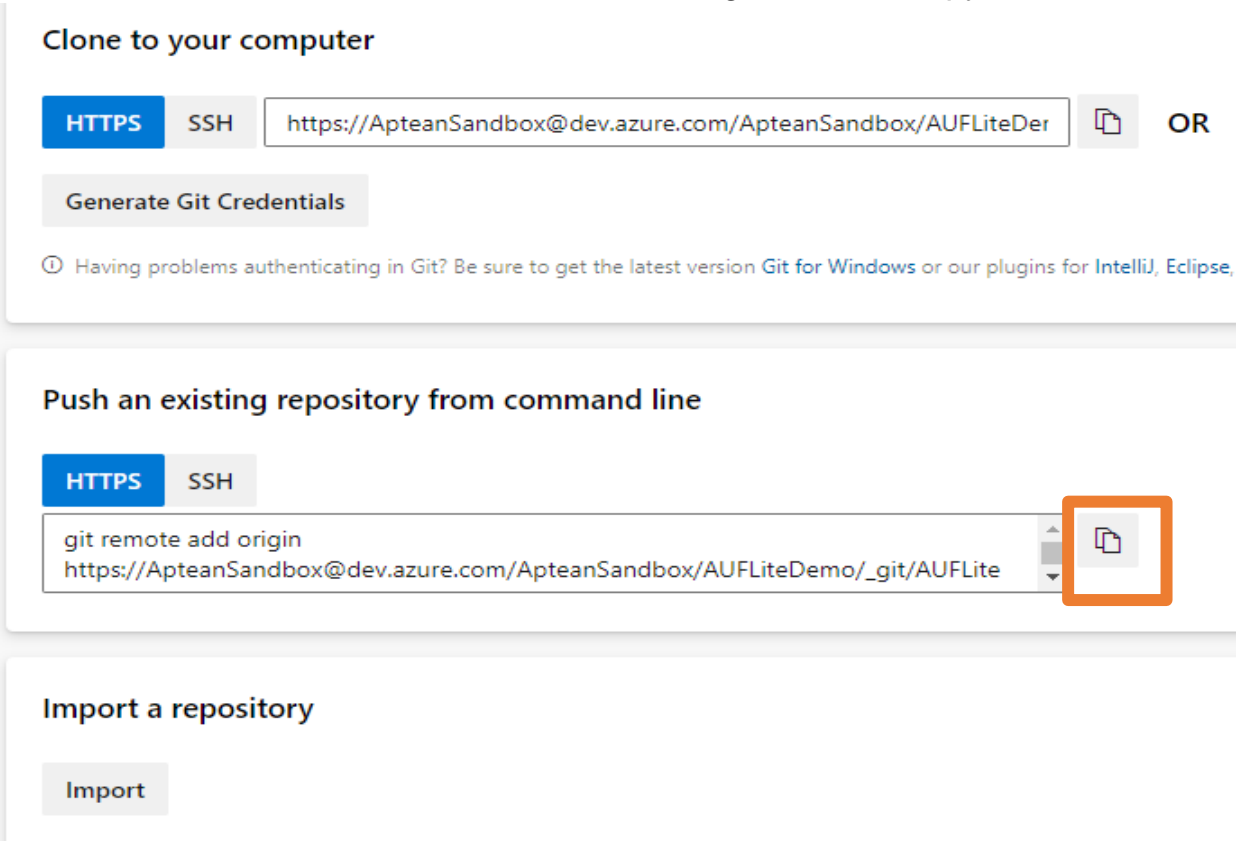 Clone to your computer
HTTPS SSH https://ApteanSandbox@dev.azure.com/ApteanSandbox/AUFLiteDer OR
Generate Git Credentials
Having problems authenticating in Git? Be sure to get the latest version Git for Windows or our plugins for IntelliJ, Eclipse,
Push an existing repository from command line
HTTPS SSH
git remote add origin
https://ApteanSandbox@dev.azure.com/ApteanSandbox/AUFLiteDemo/_git/AUFLite
Import a repository
Import